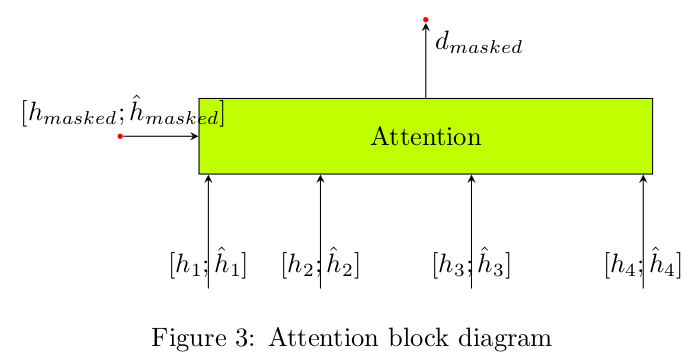 d_{masked}
[h_{masked}; ĥ_{masked}]
Attention
[h_1; ĥ_1] [h_2; ĥ_2] [h_3; ĥ_3] [h_4; ĥ_4]
Figure 3: Attention block diagram